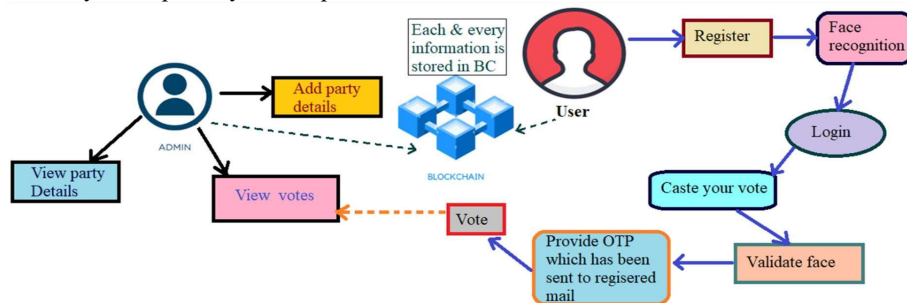 Each & every
information is
stored in BC
Register
Face
recognition
Add party
details
User
ADMIN
Login
BLOCKCHAIN
View party
Details
View votes
Caste your vote
Vote
Provide OTP
which has been
sent to regisered
mail
Validate face